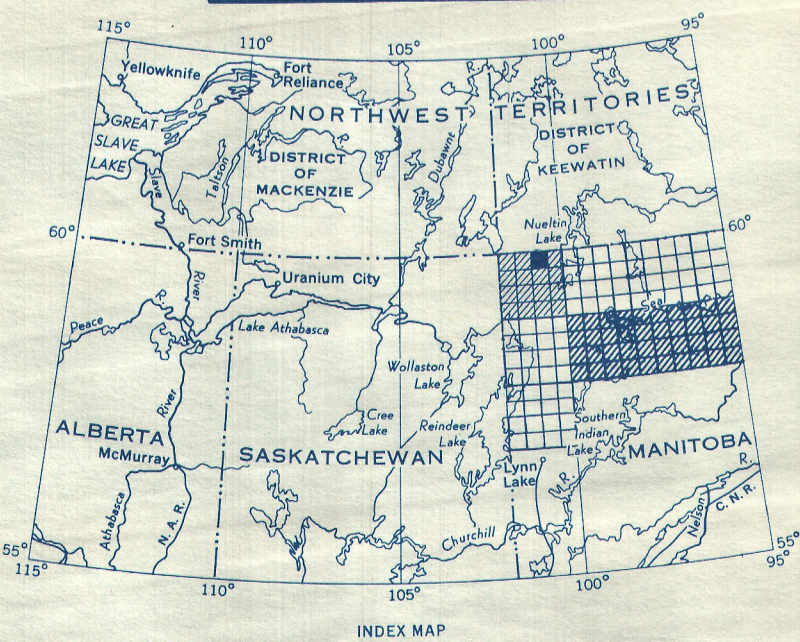 115°
110°
105°
100°
95°
Yellowknife
Fort
Reliance
R.
NORTHWEST TERRITORIES
GREAT
SLAVE
LAKE
Slave
Taltson
R.
DISTRICT
OF
MACKENZIE
Dubawnt
DISTRICT
OF
KEEWATIN
Nueltin
Lake
60°
60°
Fort Smith
River
Uranium City
Seal
R.
Peace
R.
Lake Athabasca
Wollaston
Lake
River
Cree
Lake
Reindeer
Lake
Southern
Indian
Lake
ALBERTA
McMurray
SASKATCHEWAN
MANITOBA
Lynn
Lake
R.
Athabasca
N.A.R.
Churchill
Nelson
C.N.R.
55°
55°
115°
110°
105°
100°
95°
INDEX MAP